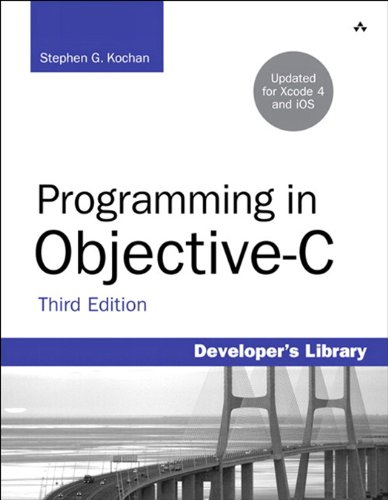 Stephen G. Kochan
Updated
for Xcode 4
and iOS
Programming in
Objective-C
Third Edition
Developer's Library